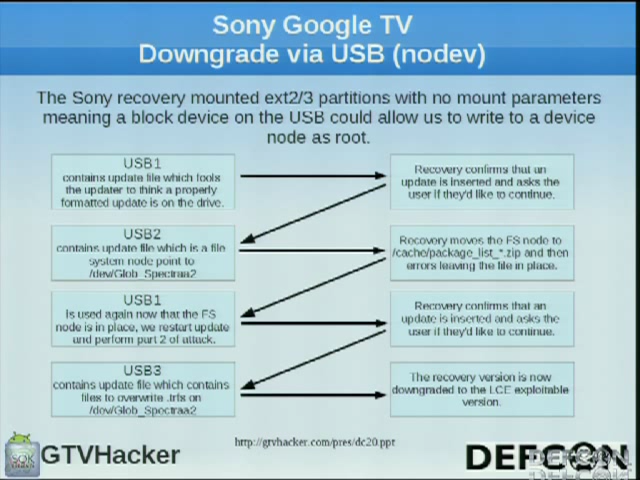 Sony Google TV
Downgrade via USB (nodev)
The Sony recovery mounted ext2/3 partitions with no mount parameters
meaning a block device on the USB could allow us to write to a device
node as root.
USB1
contains update file which fools
the updater to think a properly
formatted update is on the drive.
Recovery confirms that an
update is inserted and asks the
user if they'd like to continue.
USB2
contains update file which is a file
system node point to
/dev/Glob_Spectraa2
Recovery moves the FS node to
/cache/package_list_*.zip and then
errors leaving the file in place.
USB1
Is used again now that the FS
node is in place, we restart update
and perform part 2 of attack.
Recovery confirms that an
update is inserted and asks the
user if they'd like to continue.
USB3
contains update file which contains
files to overwrite .trfs on
/dev/Glob_Spectraa2
The recovery version is now
downgraded to the LCE exploitable
version.
GTVHacker
http://gtvhacker.com/pres/dc20.ppt
DEFCON
DEFCON